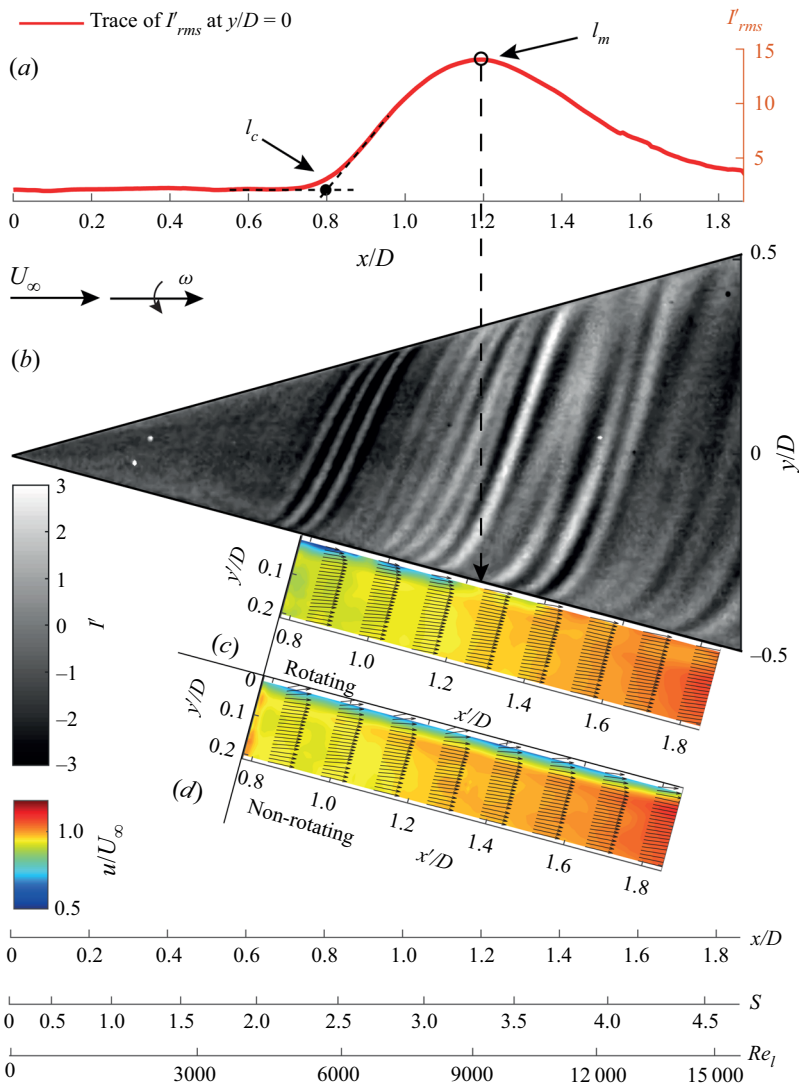 Trace of I′rms at y/D = 0
I′rms
(a)
lm
lc
15
10
5
0 0.2 0.4 0.6 0.8 1.0 1.2 1.4 1.6 1.8
x/D
U∞ ω
(b)
0.5
0
–0.5
y/D
3
2
1
0
–1
–2
–3
I′
y′/D
0.1
0.2
(c)
Rotating
0.8 1.0 1.2 1.4 1.6 1.8
x′/D
y′/D
0
0.1
0.2
(d)
Non-rotating
0.8 1.0 1.2 1.4 1.6 1.8
x′/D
1.0
0.5
u/U∞
0 0.2 0.4 0.6 0.8 1.0 1.2 1.4 1.6 1.8 x/D
0 0.5 1.0 1.5 2.0 2.5 3.0 3.5 4.0 4.5 S
0 3000 6000 9000 12 000 15 000 Rel